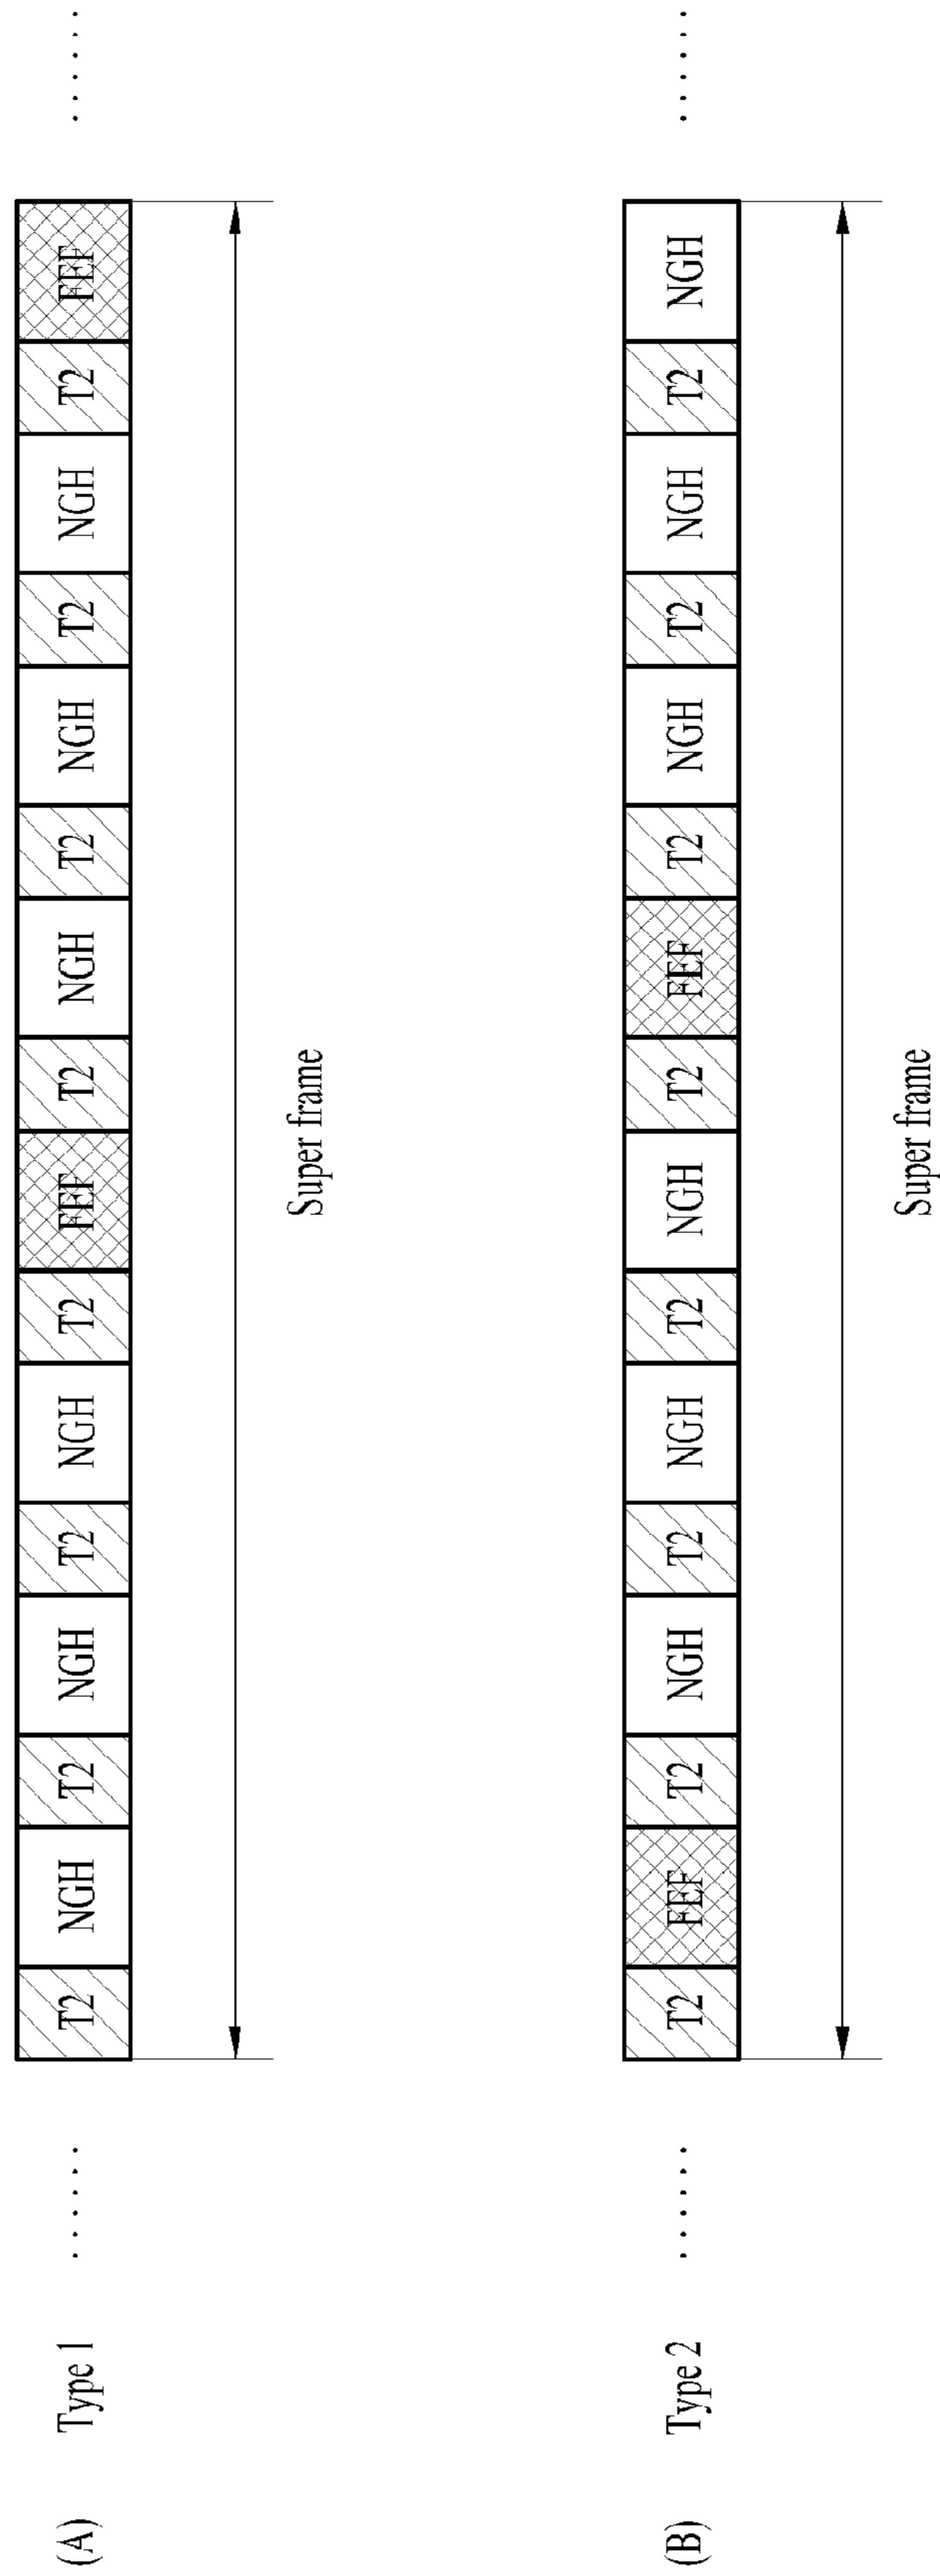 (A) Type 1 ...... T2 NGH T2 NGH T2 NGH T2 FEF T2 NGH T2 NGH T2 NGH T2 FEF ......
Super frame
(B) Type 2 ...... T2 FEF T2 NGH T2 NGH T2 NGH T2 FEF T2 NGH T2 NGH T2 NGH ......
Super frame